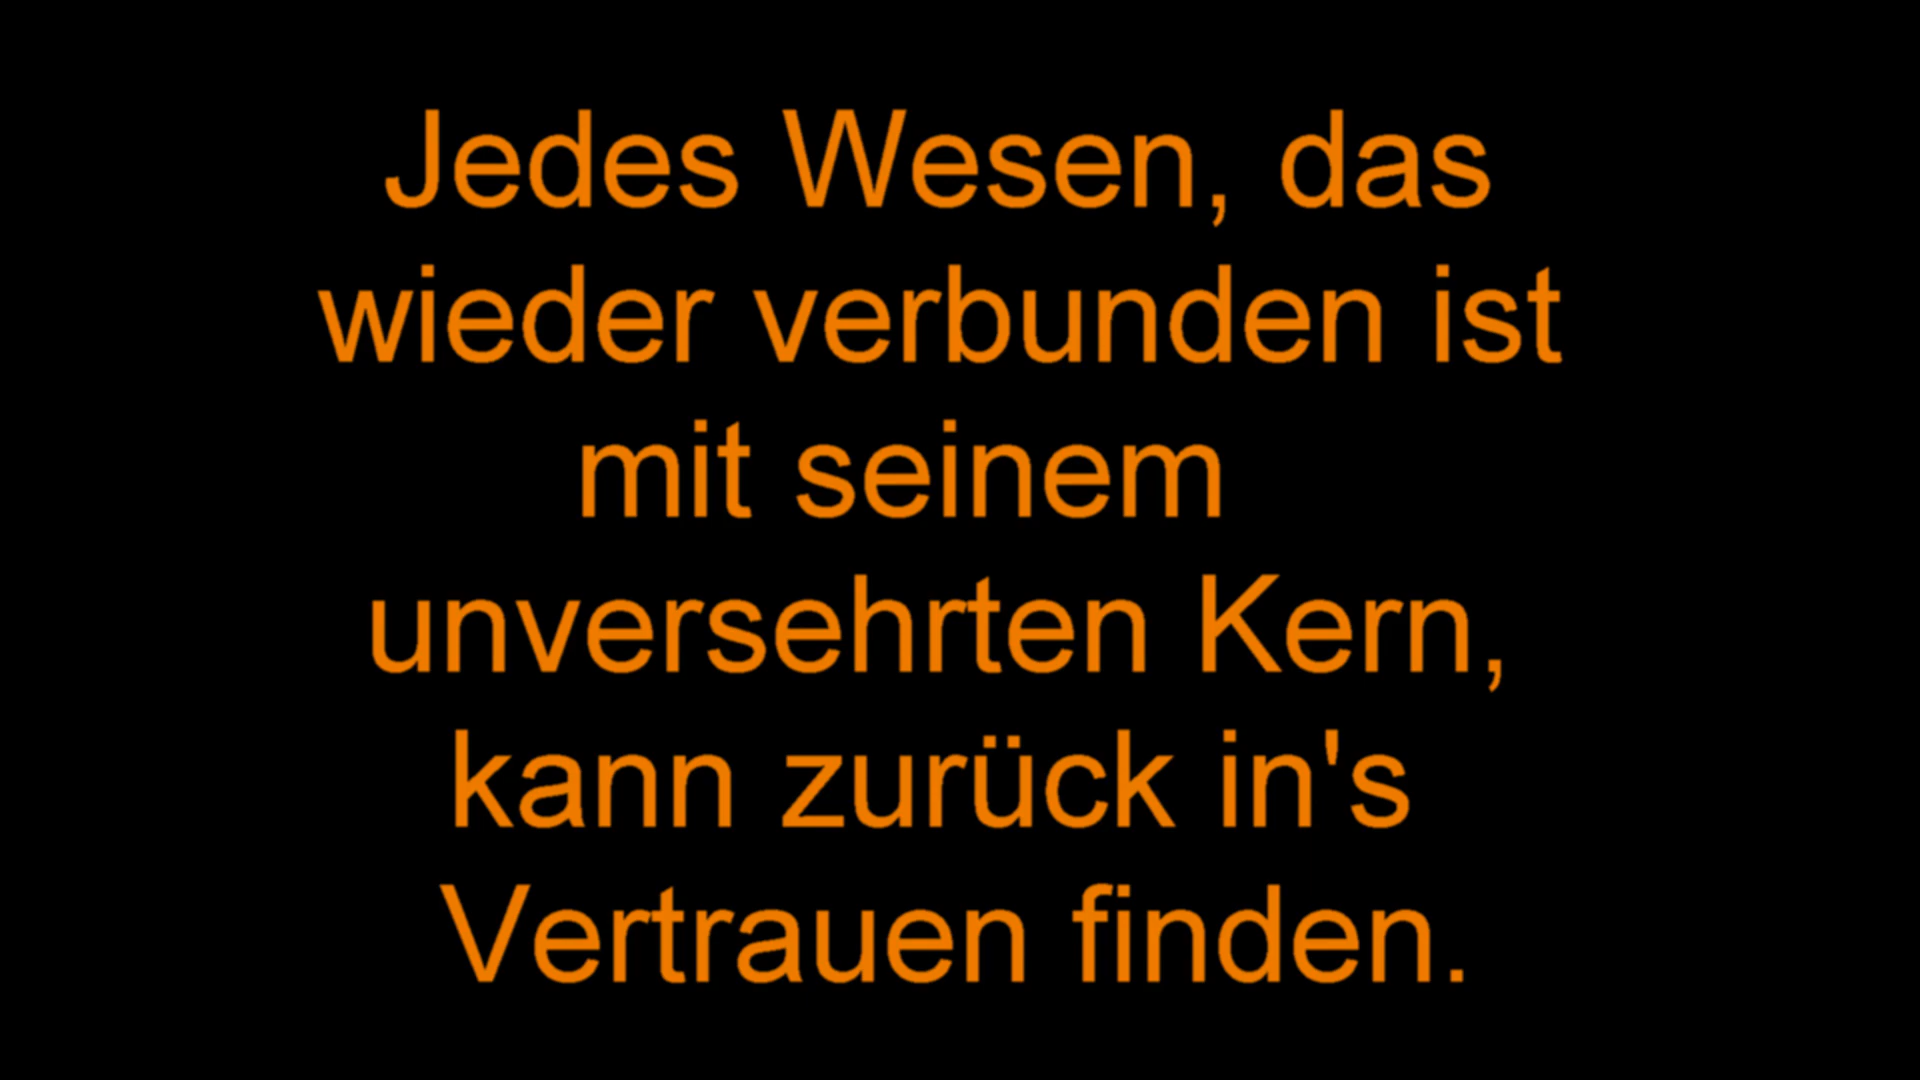 Jedes Wesen, das
wieder verbunden ist
mit seinem
unversehrten Kern,
kann zurück in's
Vertrauen finden.